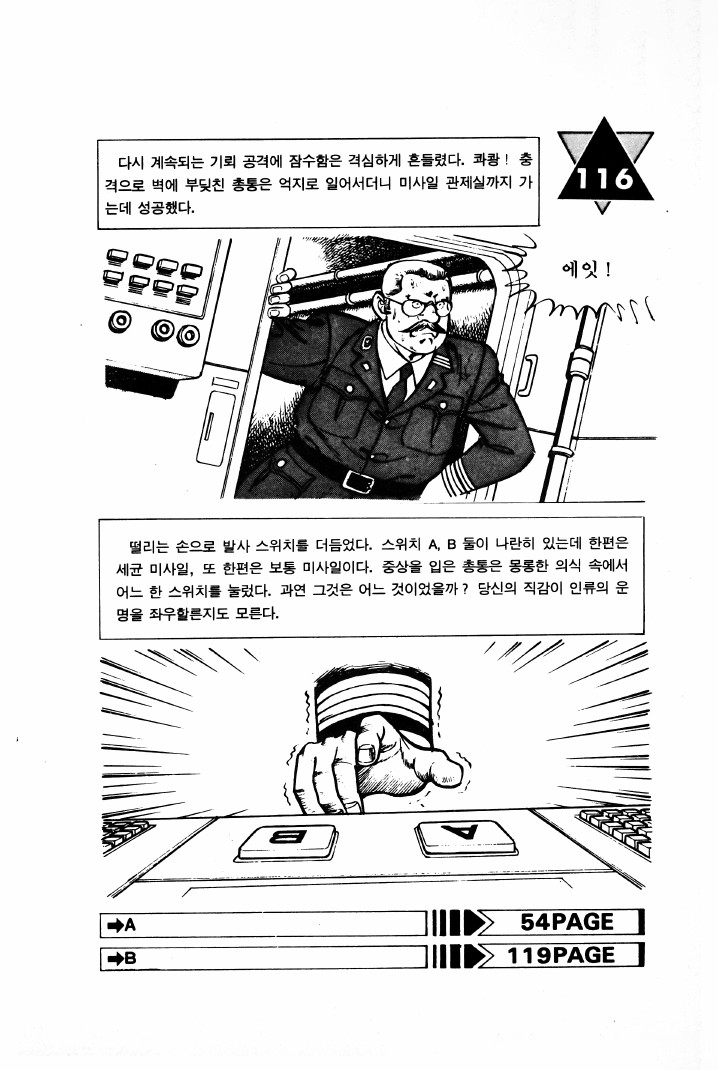 다시 계속되는 기뢰 공격에 잠수함은 격심하게 흔들렸다. 콰쾅! 충
격으로 벽에 부딪친 총통은 억지로 일어서더니 미사일 관제실까지 가
는데 성공했다.
116
에잇!
떨리는 손으로 발사 스위치를 더듬었다. 스위치 A, B 둘이 나란히 있는데 한편은
세균 미사일, 또 한편은 보통 미사일이다. 중상을 입은 총통은 몽롱한 의식 속에서
어느 한 스위치를 눌렀다. 과연 그것은 어느 것이었을까? 당신의 직감이 인류의 운
명을 좌우할른지도 모른다.
B
A
➡A
54PAGE
➡B
119PAGE